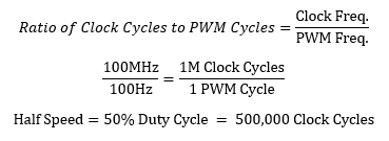 Ratio of Clock Cycles to PWM Cycles = Clock Freq. / PWM Freq.
100MHz / 100Hz = 1M Clock Cycles / 1 PWM Cycle
Half Speed = 50% Duty Cycle = 500,000 Clock Cycles